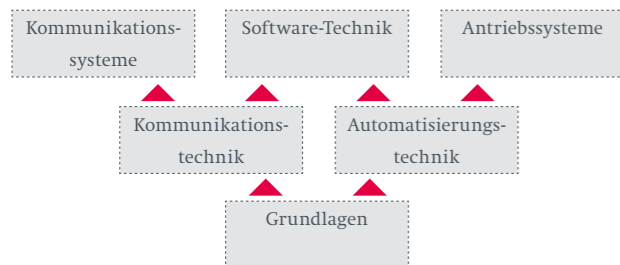 Kommunikations-
systeme
Software-Technik
Antriebssysteme
Kommunikations-
technik
Automatisierungs-
technik
Grundlagen